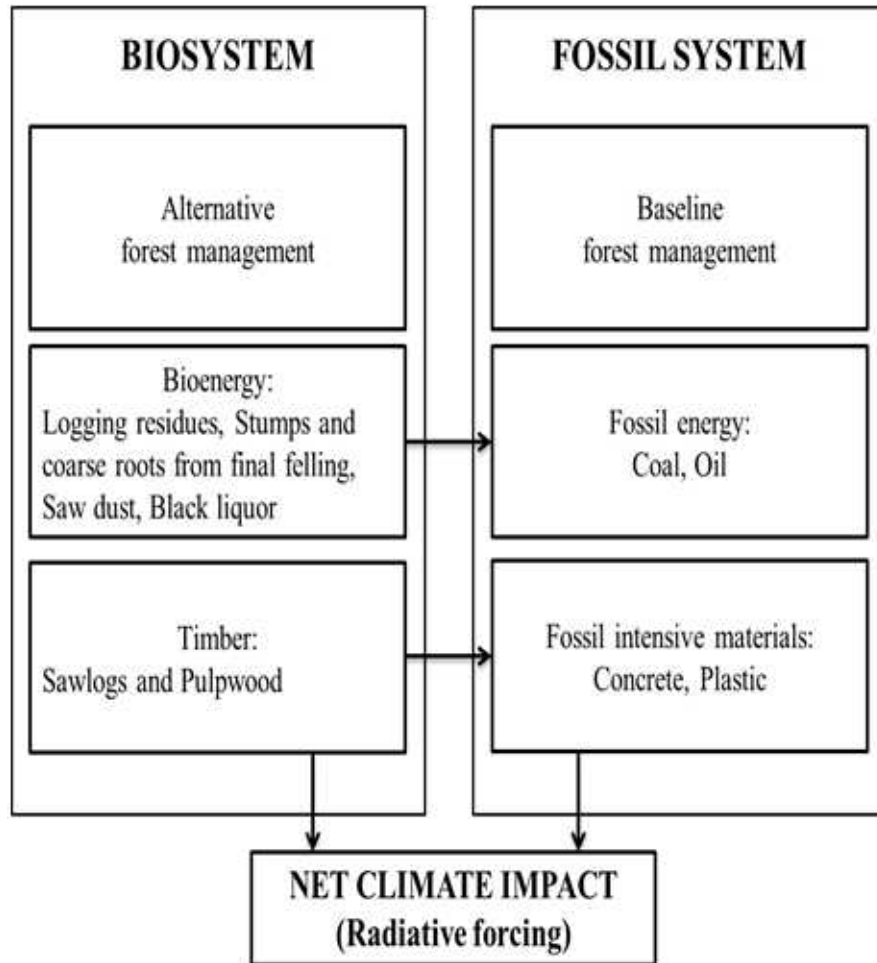 BIOSYSTEM
Alternative
forest management
Bioenergy:
Logging residues, Stumps and
coarse roots from final felling,
Saw dust, Black liquor
Timber:
Sawlogs and Pulpwood
FOSSIL SYSTEM
Baseline
forest management
Fossil energy:
Coal, Oil
Fossil intensive materials:
Concrete, Plastic
NET CLIMATE IMPACT
(Radiative forcing)